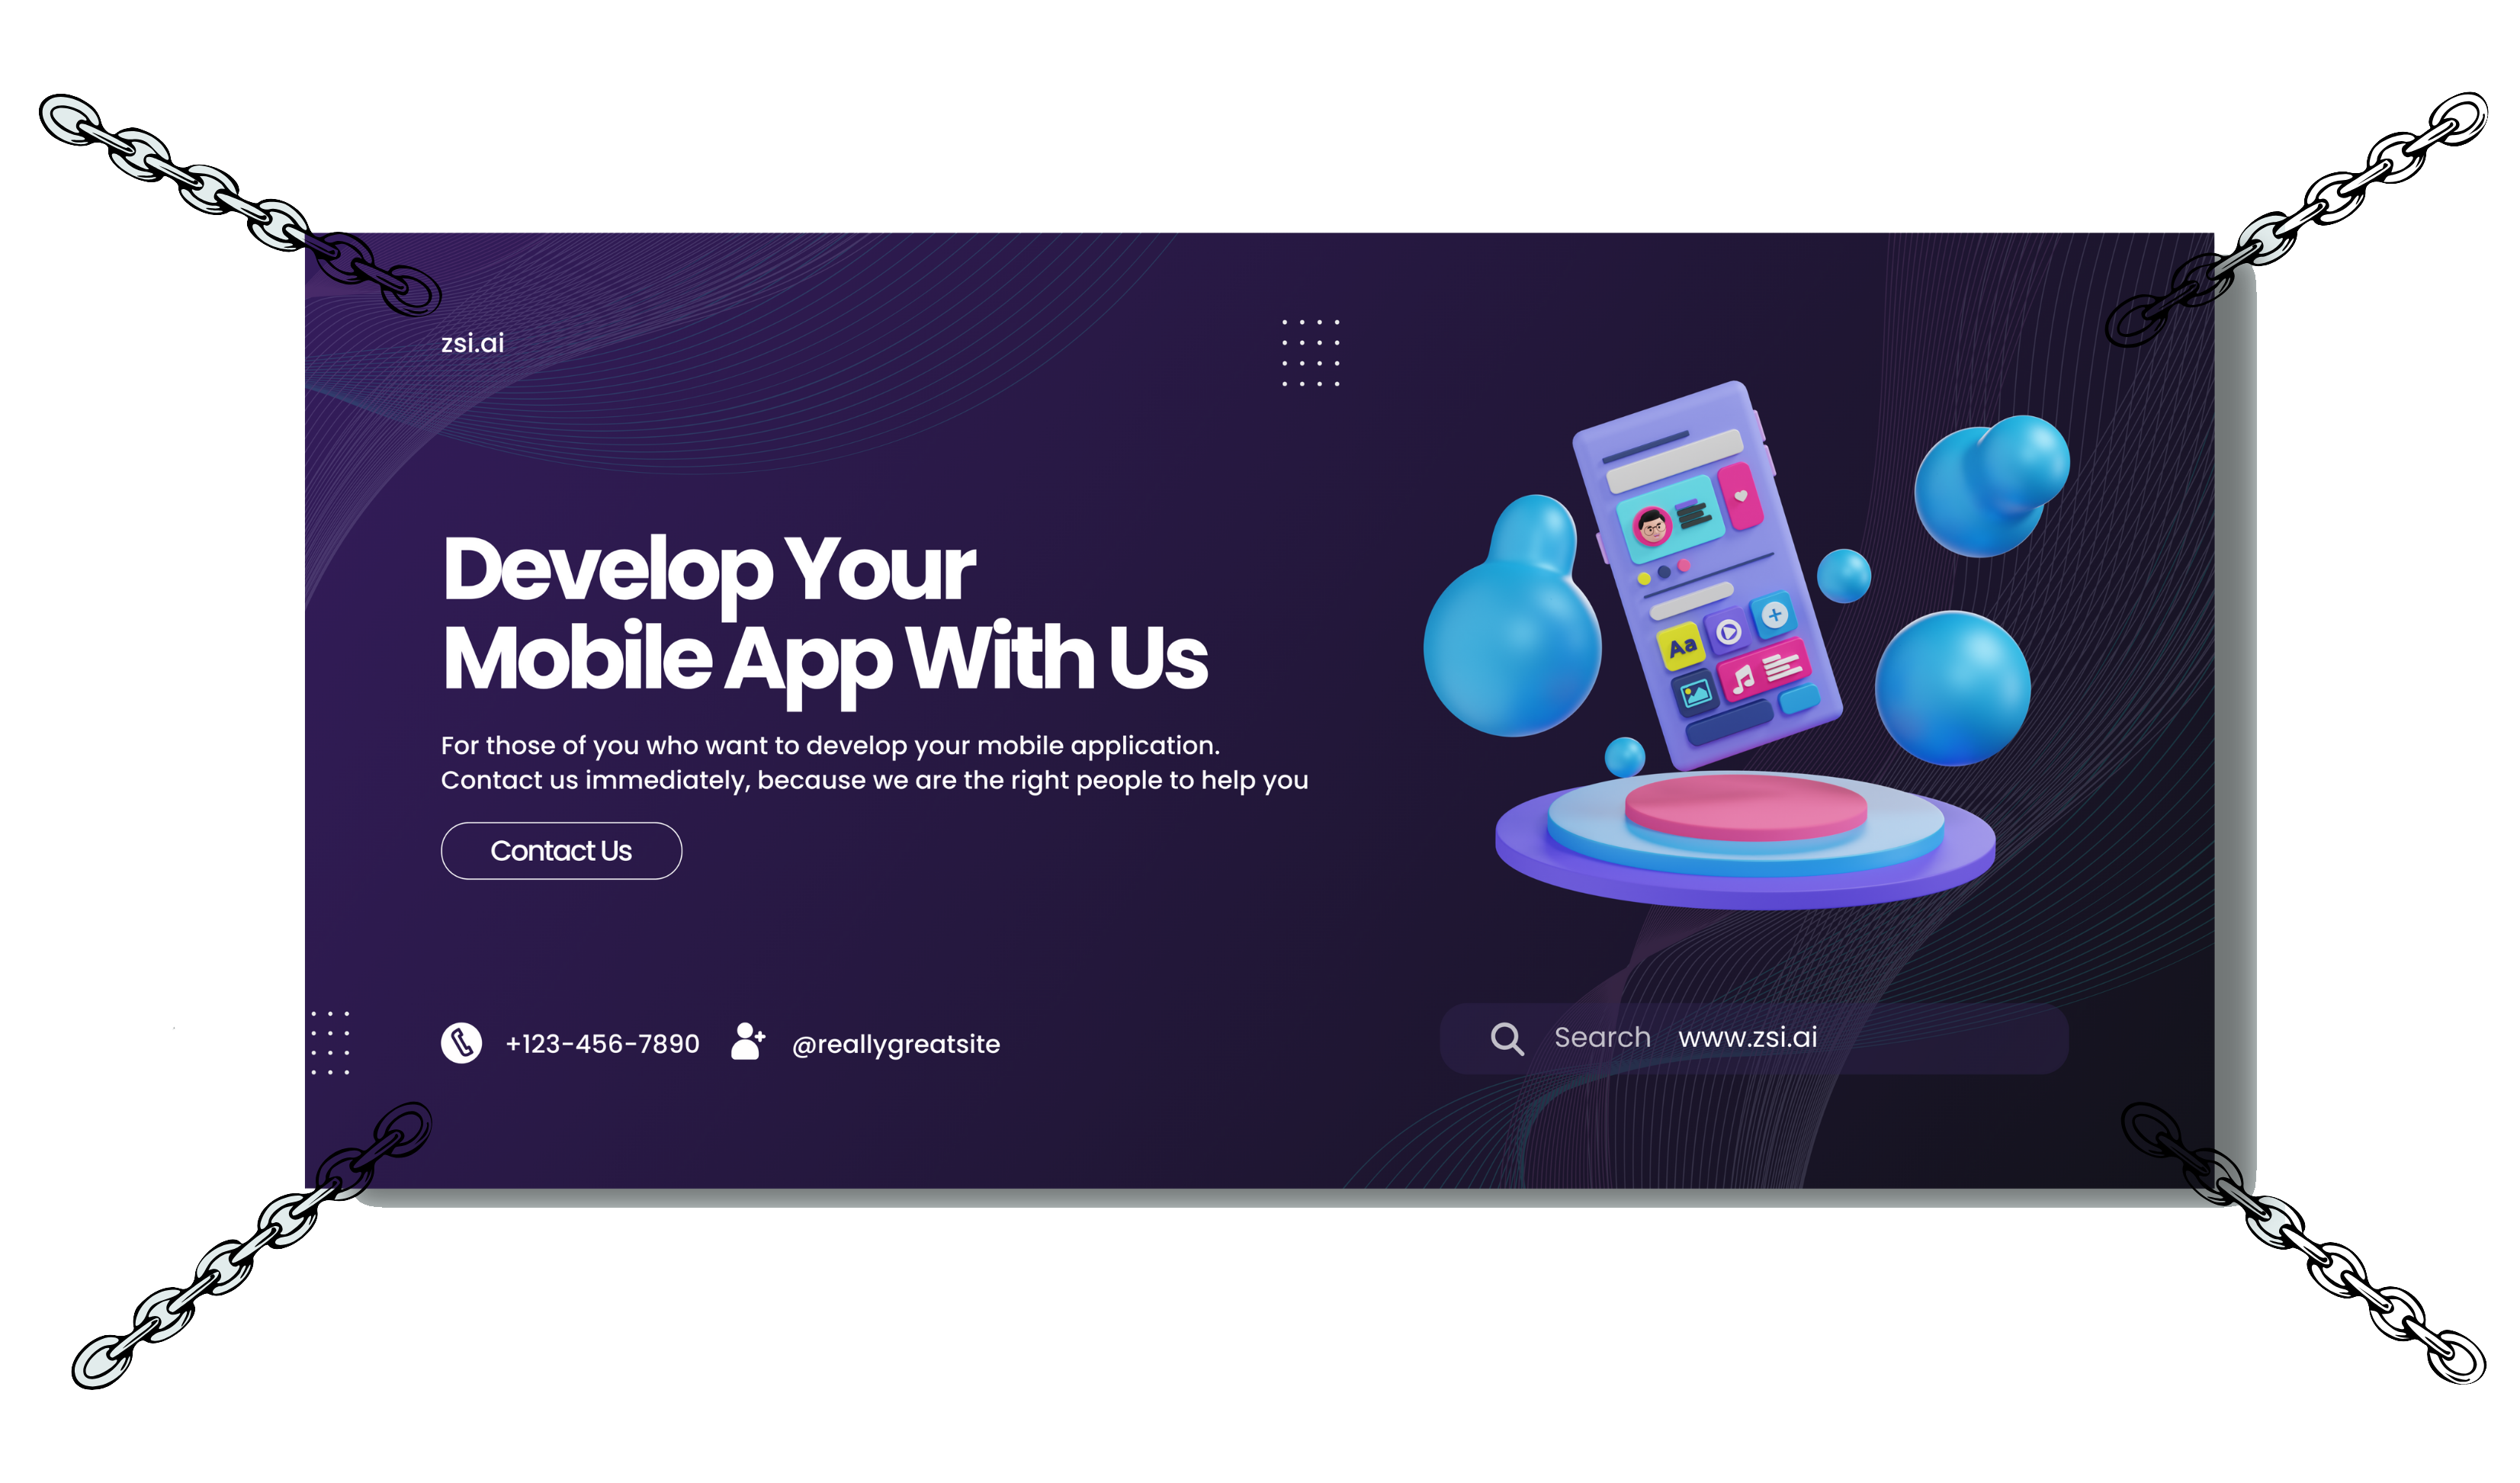 zsi.ai
Develop Your
Mobile App With Us
For those of you who want to develop your mobile application.
Contact us immediately, because we are the right people to help you
Contact Us
Aa
+123-456-7890 @reallygreatsite
Search www.zsi.ai